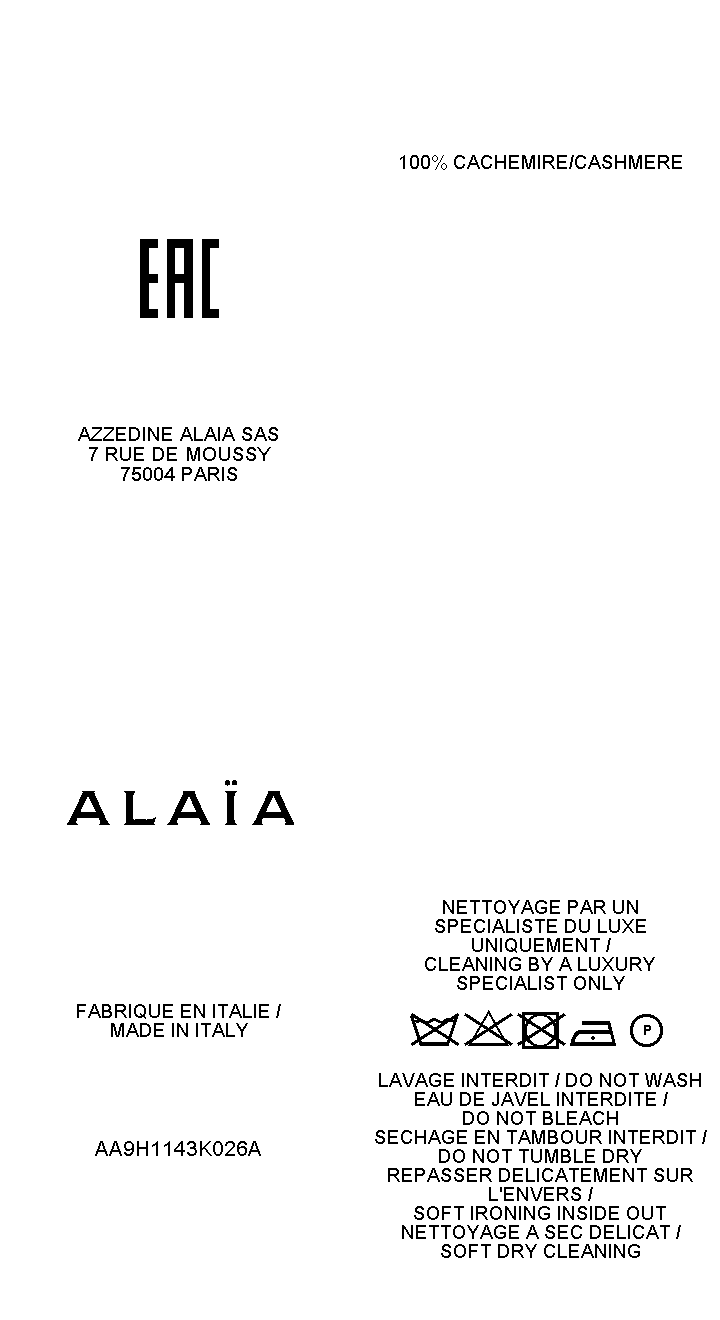 100% CACHEMIRE/CASHMERE
EAC
AZZEDINE ALAIA SAS
7 RUE DE MOUSSY
75004 PARIS
ALAÏA
FABRIQUE EN ITALIE /
MADE IN ITALY
AA9H1143K026A
NETTOYAGE PAR UN
SPECIALISTE DU LUXE
UNIQUEMENT /
CLEANING BY A LUXURY
SPECIALIST ONLY
P
LAVAGE INTERDIT / DO NOT WASH
EAU DE JAVEL INTERDITE /
DO NOT BLEACH
SECHAGE EN TAMBOUR INTERDIT /
DO NOT TUMBLE DRY
REPASSER DELICATEMENT SUR
L'ENVERS /
SOFT IRONING INSIDE OUT
NETTOYAGE A SEC DELICAT /
SOFT DRY CLEANING